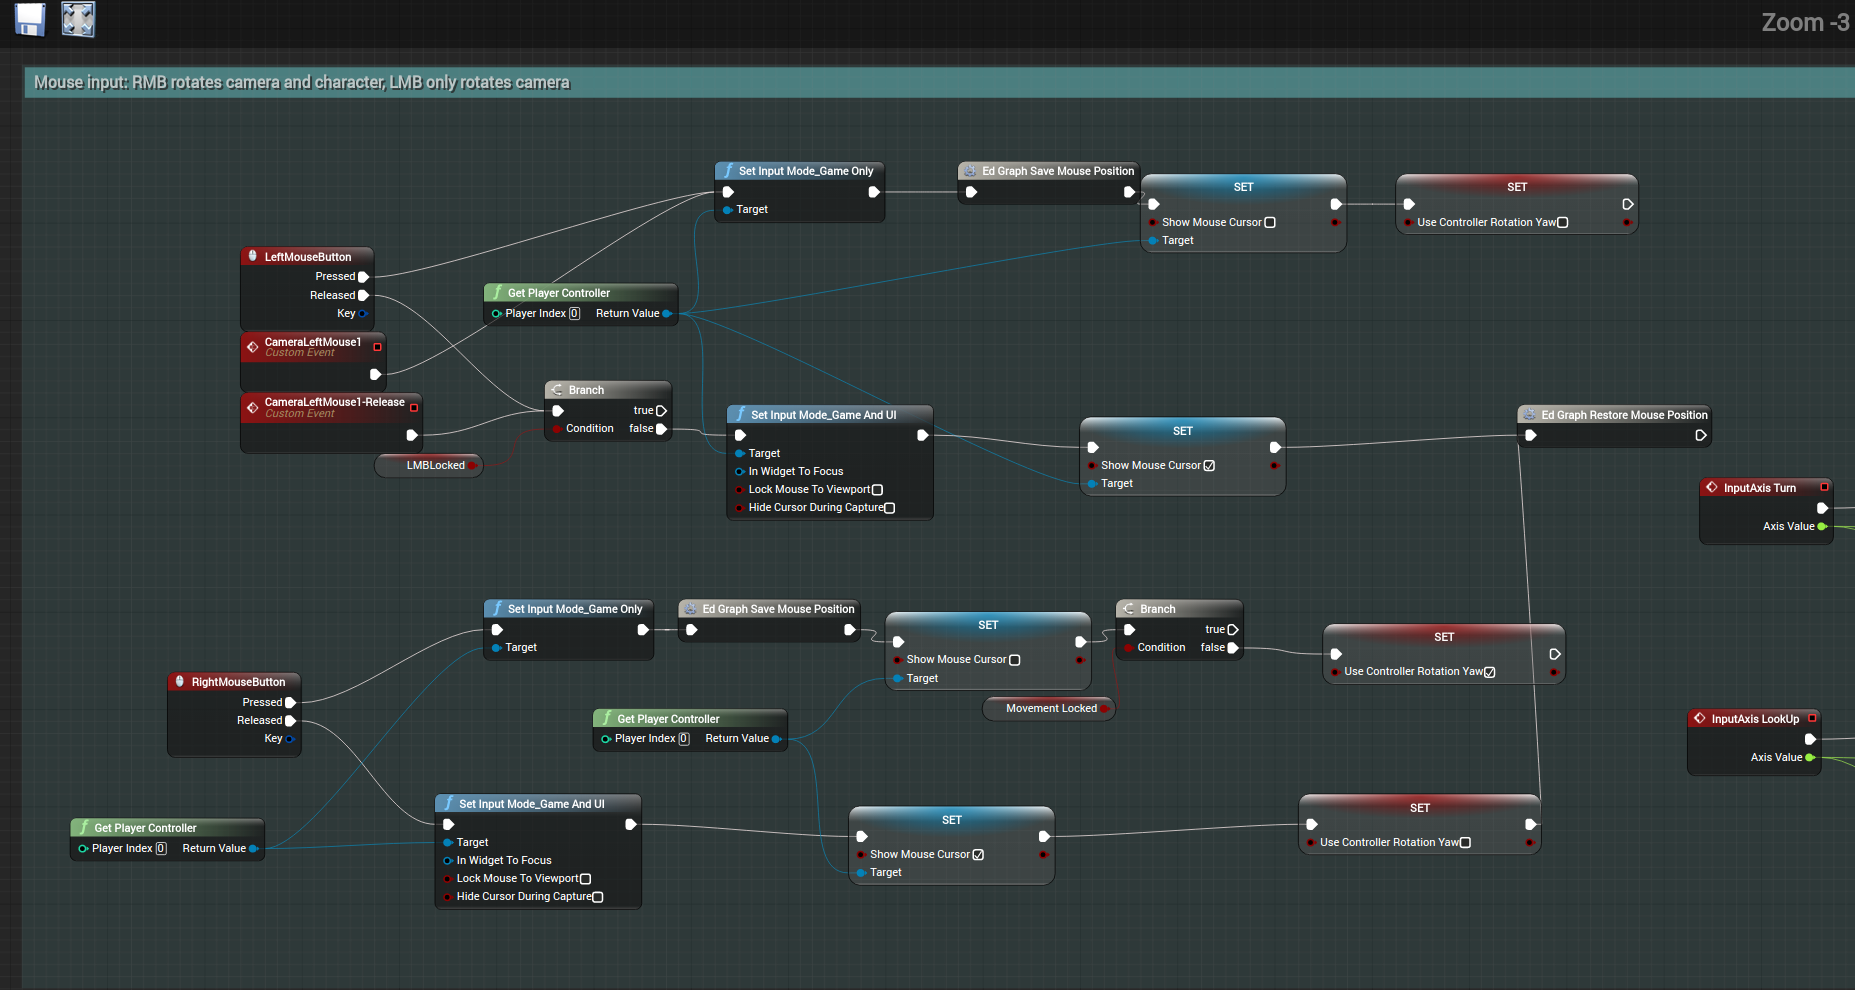 Zoom -3
Mouse input: RMB rotates camera and character, LMB only rotates camera
Set Input Mode_Game Only
Target
Ed Graph Save Mouse Position
SET
Show Mouse Cursor
Target
SET
Use Controller Rotation Yaw
LeftMouseButton
Pressed
Released
Key
Get Player Controller
Player Index 0 Return Value
CameraLeftMouse1
Custom Event
CameraLeftMouse1-Release
Custom Event
LMBLocked
Branch
true
Condition false
Set Input Mode_Game And UI
Target
In Widget To Focus
Lock Mouse To Viewport
Hide Cursor During Capture
SET
Show Mouse Cursor
Target
Ed Graph Restore Mouse Position
InputAxis Turn
Axis Value
Set Input Mode_Game Only
Target
Ed Graph Save Mouse Position
SET
Show Mouse Cursor
Target
Branch
true
Condition false
SET
Use Controller Rotation Yaw
RightMouseButton
Pressed
Released
Key
Movement Locked
Get Player Controller
Player Index 0 Return Value
InputAxis LookUp
Axis Value
Get Player Controller
Player Index 0 Return Value
Set Input Mode_Game And UI
Target
In Widget To Focus
Lock Mouse To Viewport
Hide Cursor During Capture
SET
Show Mouse Cursor
Target
SET
Use Controller Rotation Yaw